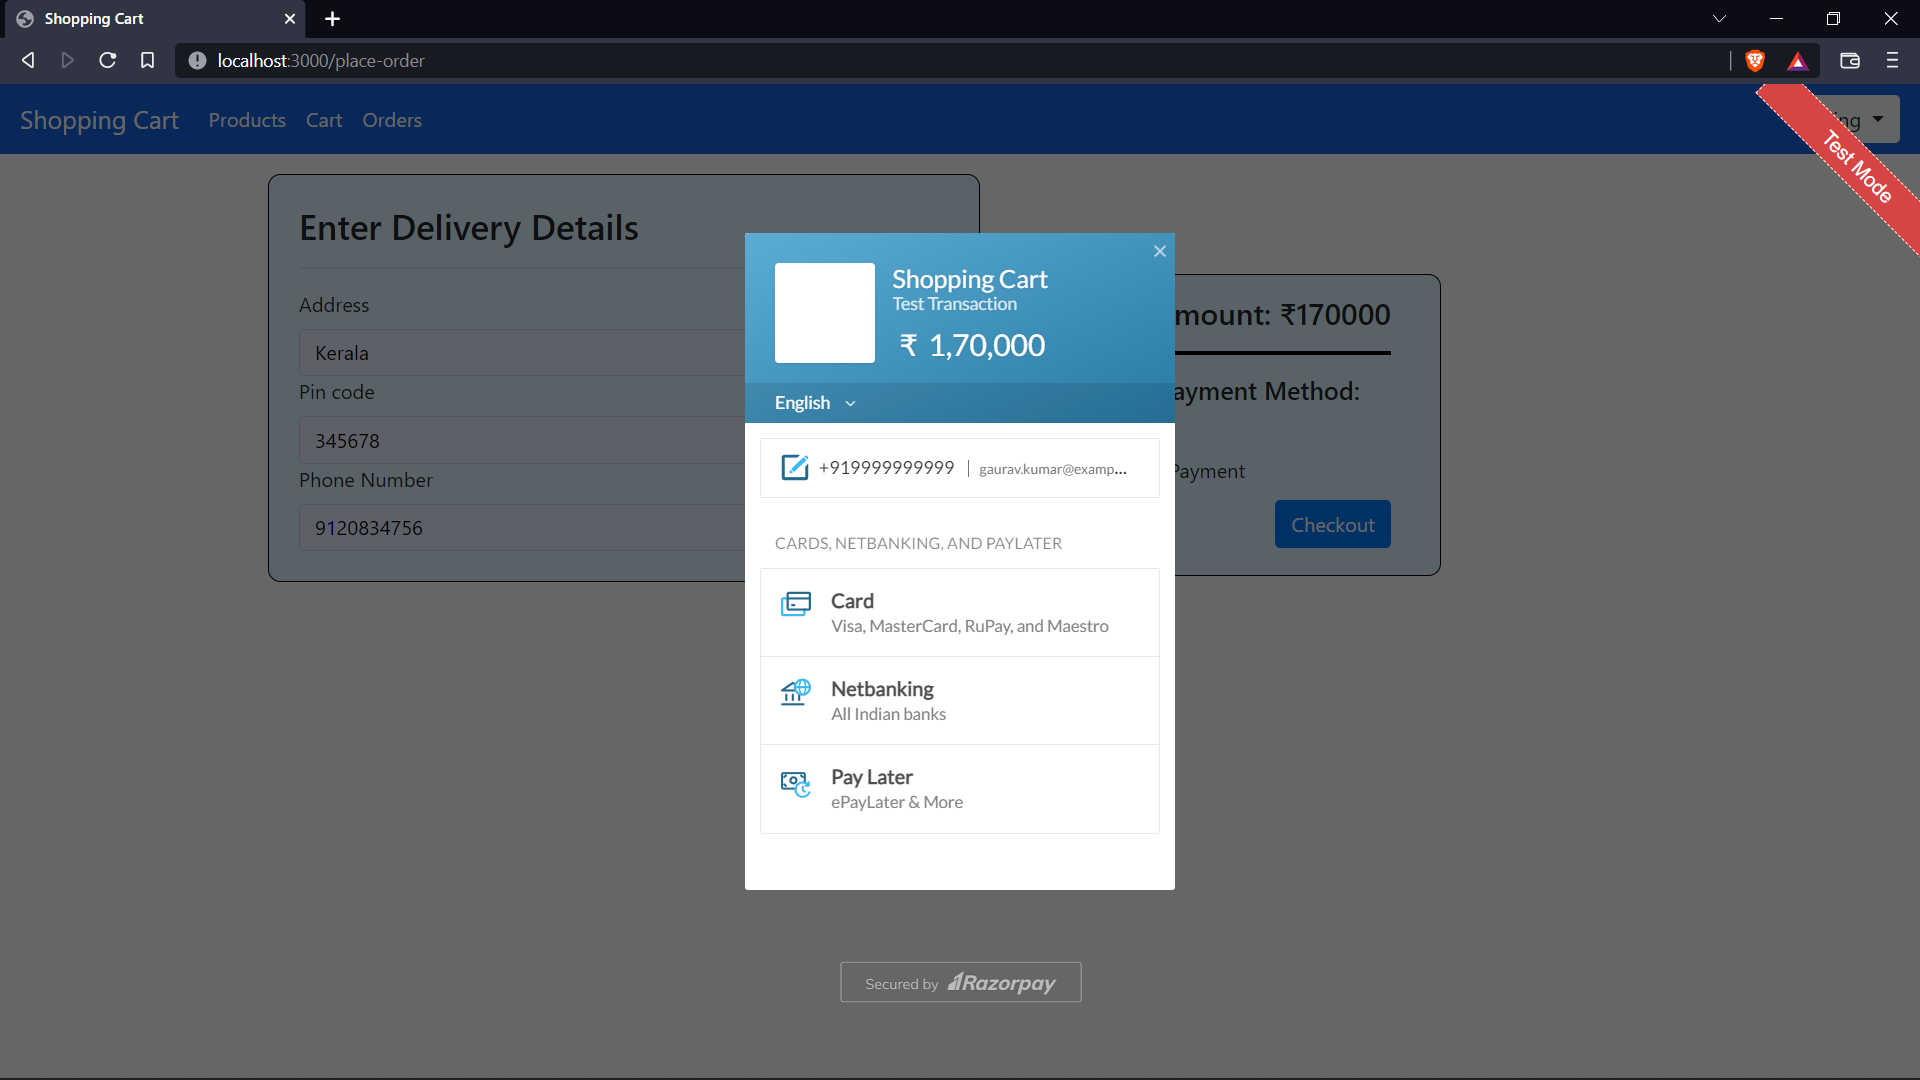 Shopping Cart
localhost:3000/place-order
Shopping Cart Products Cart Orders
Test Mode
Enter Delivery Details
Address
Kerala
Pin code
345678
Phone Number
9120834756
Shopping Cart
Test Transaction
₹ 1,70,000
English
+919999999999 | gaurav.kumar@examp...
CARDS, NETBANKING, AND PAYLATER
Card
Visa, MasterCard, RuPay, and Maestro
Netbanking
All Indian banks
Pay Later
ePayLater & More
mount: ₹170000
ayment Method:
Payment
Checkout
Secured by Razorpay